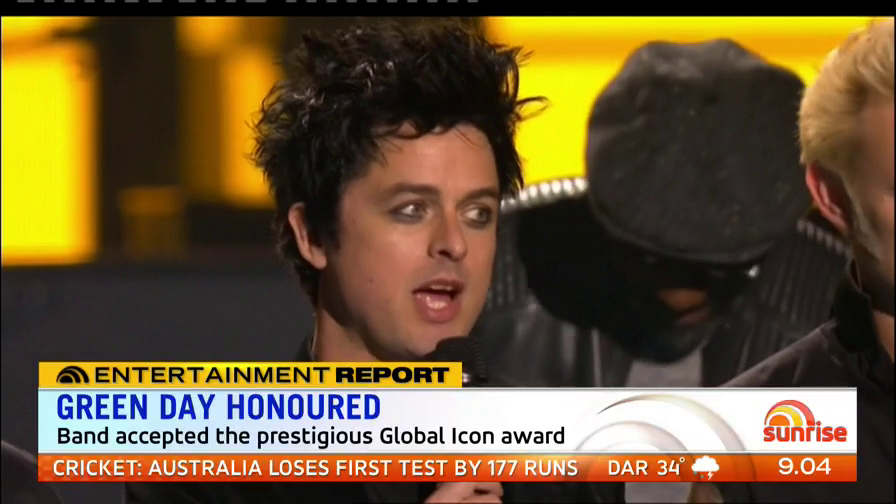 ENTERTAINMENT REPORT
GREEN DAY HONOURED
Band accepted the prestigious Global Icon award
sunrise
CRICKET: AUSTRALIA LOSES FIRST TEST BY 177 RUNS DAR 34° 9.04